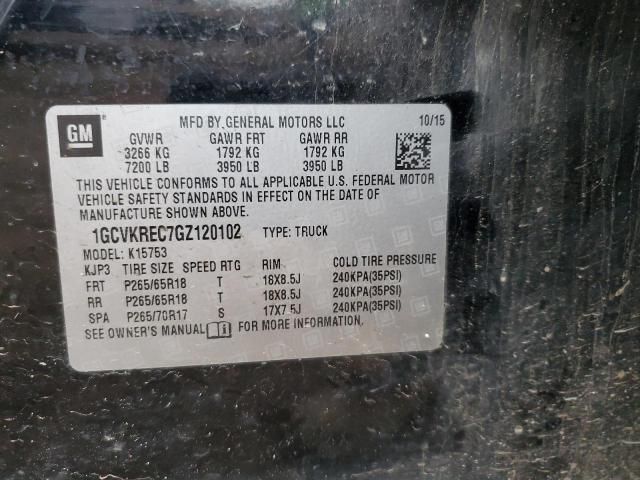 GM
MFD BY GENERAL MOTORS LLC 10/15
GVWR GAWR FRT GAWR RR
3266 KG 1792 KG 1792 KG
7200 LB 3950 LB 3950 LB
THIS VEHICLE CONFORMS TO ALL APPLICABLE U.S. FEDERAL MOTOR
VEHICLE SAFETY STANDARDS IN EFFECT ON THE DATE OF
MANUFACTURE SHOWN ABOVE.
1GCVKREC7GZ120102 TYPE: TRUCK
MODEL: K15753
KJP3 TIRE SIZE SPEED RTG RIM COLD TIRE PRESSURE
FRT P265/65R18 T 18X8.5J 240KPA(35PSI)
RR P265/65R18 T 18X8.5J 240KPA(35PSI)
SPA P265/70R17 S 17X7.5J 240KPA(35PSI)
SEE OWNER'S MANUAL FOR MORE INFORMATION.